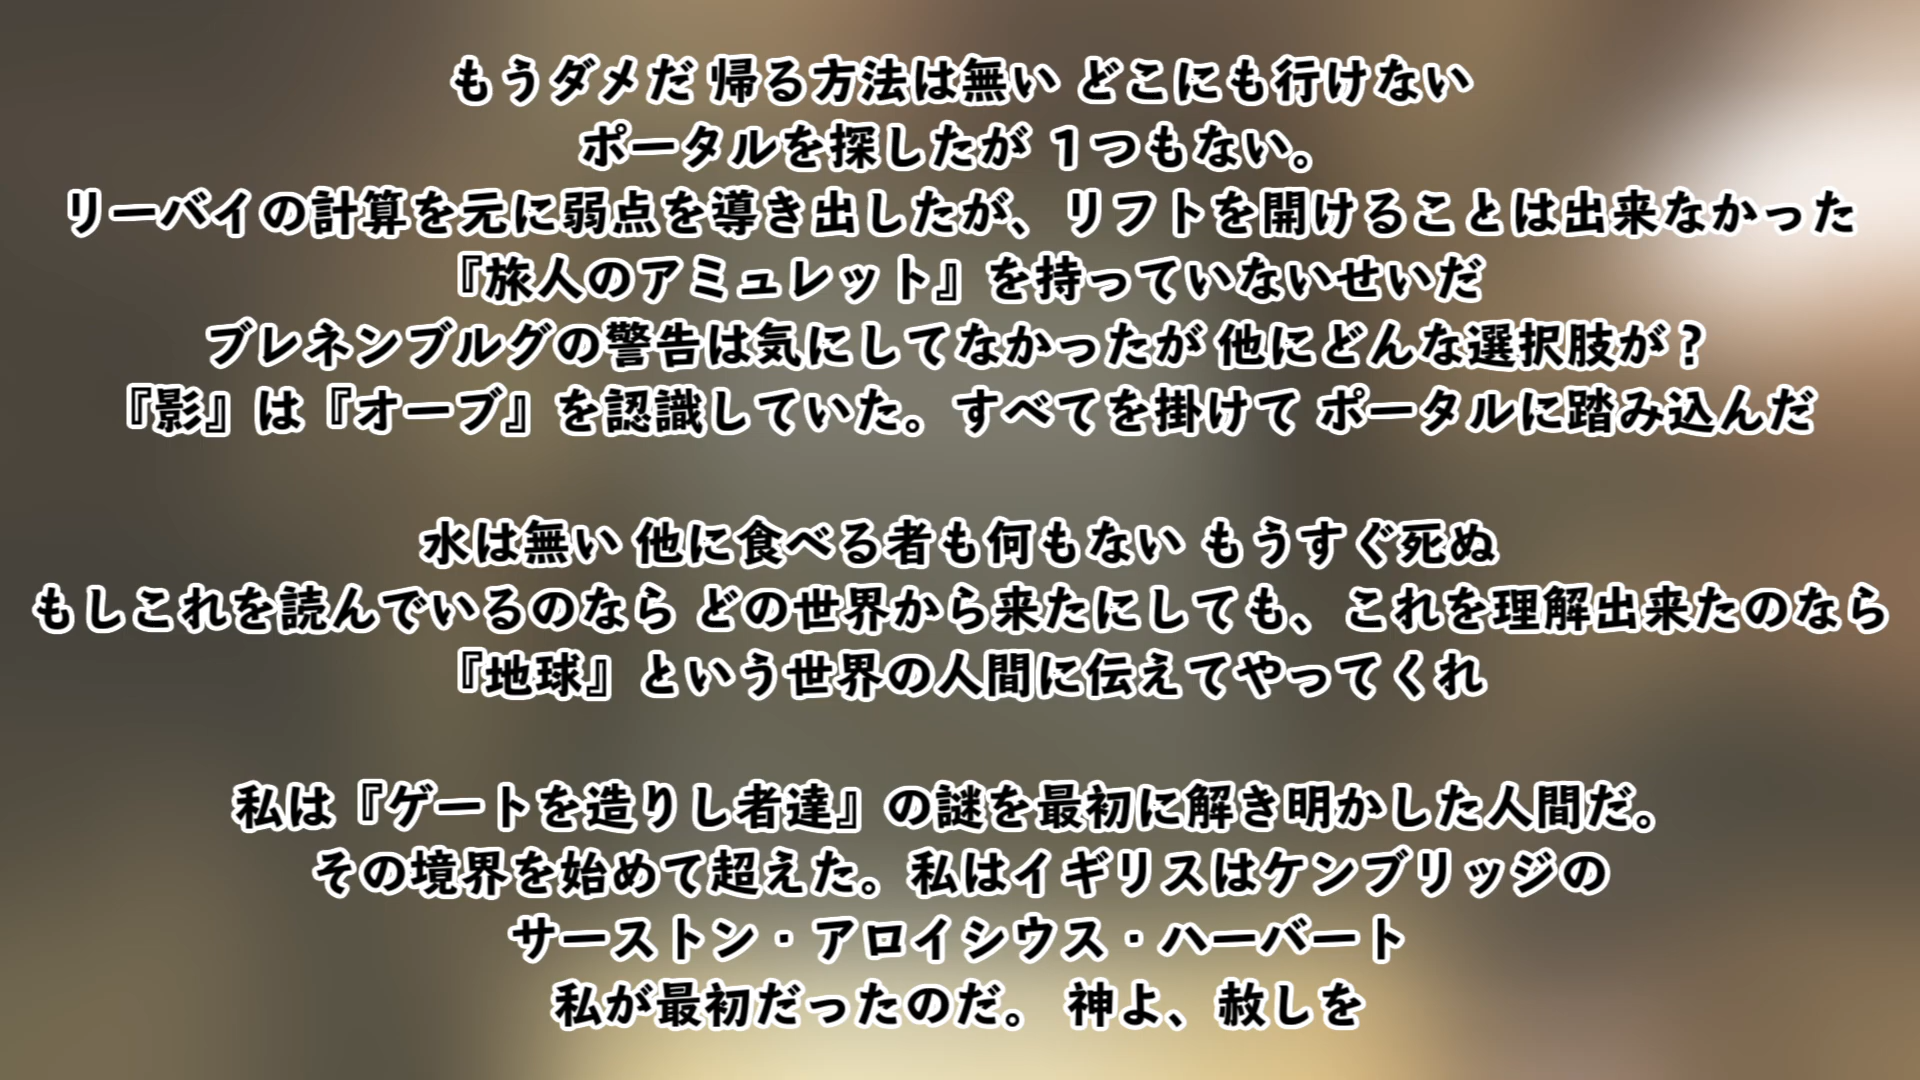 もうダメだ 帰る方法は無い どこにも行けない
ポータルを探したが １つもない。
リーバイの計算を元に弱点を導き出したが、リフトを開けることは出来なかった
『旅人のアミュレット』を持っていないせいだ
ブレネンブルグの警告は気にしてなかったが 他にどんな選択肢が？
『影』は『オーブ』を認識していた。すべてを掛けて ポータルに踏み込んだ
水は無い 他に食べる者も何もない もうすぐ死ぬ
もしこれを読んでいるのなら どの世界から来たにしても、これを理解出来たのなら
『地球』という世界の人間に伝えてやってくれ
私は『ゲートを造りし者達』の謎を最初に解き明かした人間だ。
その境界を始めて超えた。私はイギリスはケンブリッジの
サーストン・アロイシウス・ハーバート
私が最初だったのだ。 神よ、赦しを